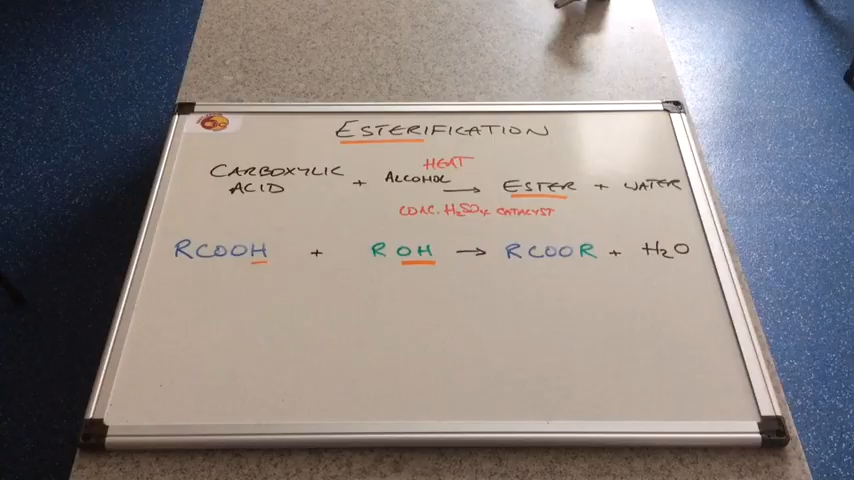 ESTERIFICATION
HEAT
CARBOXYLIC ACID + ALCOHOL → ESTER + WATER
CONC. H₂SO₄ CATALYST
RCOOH + ROH → RCOOR + H₂O